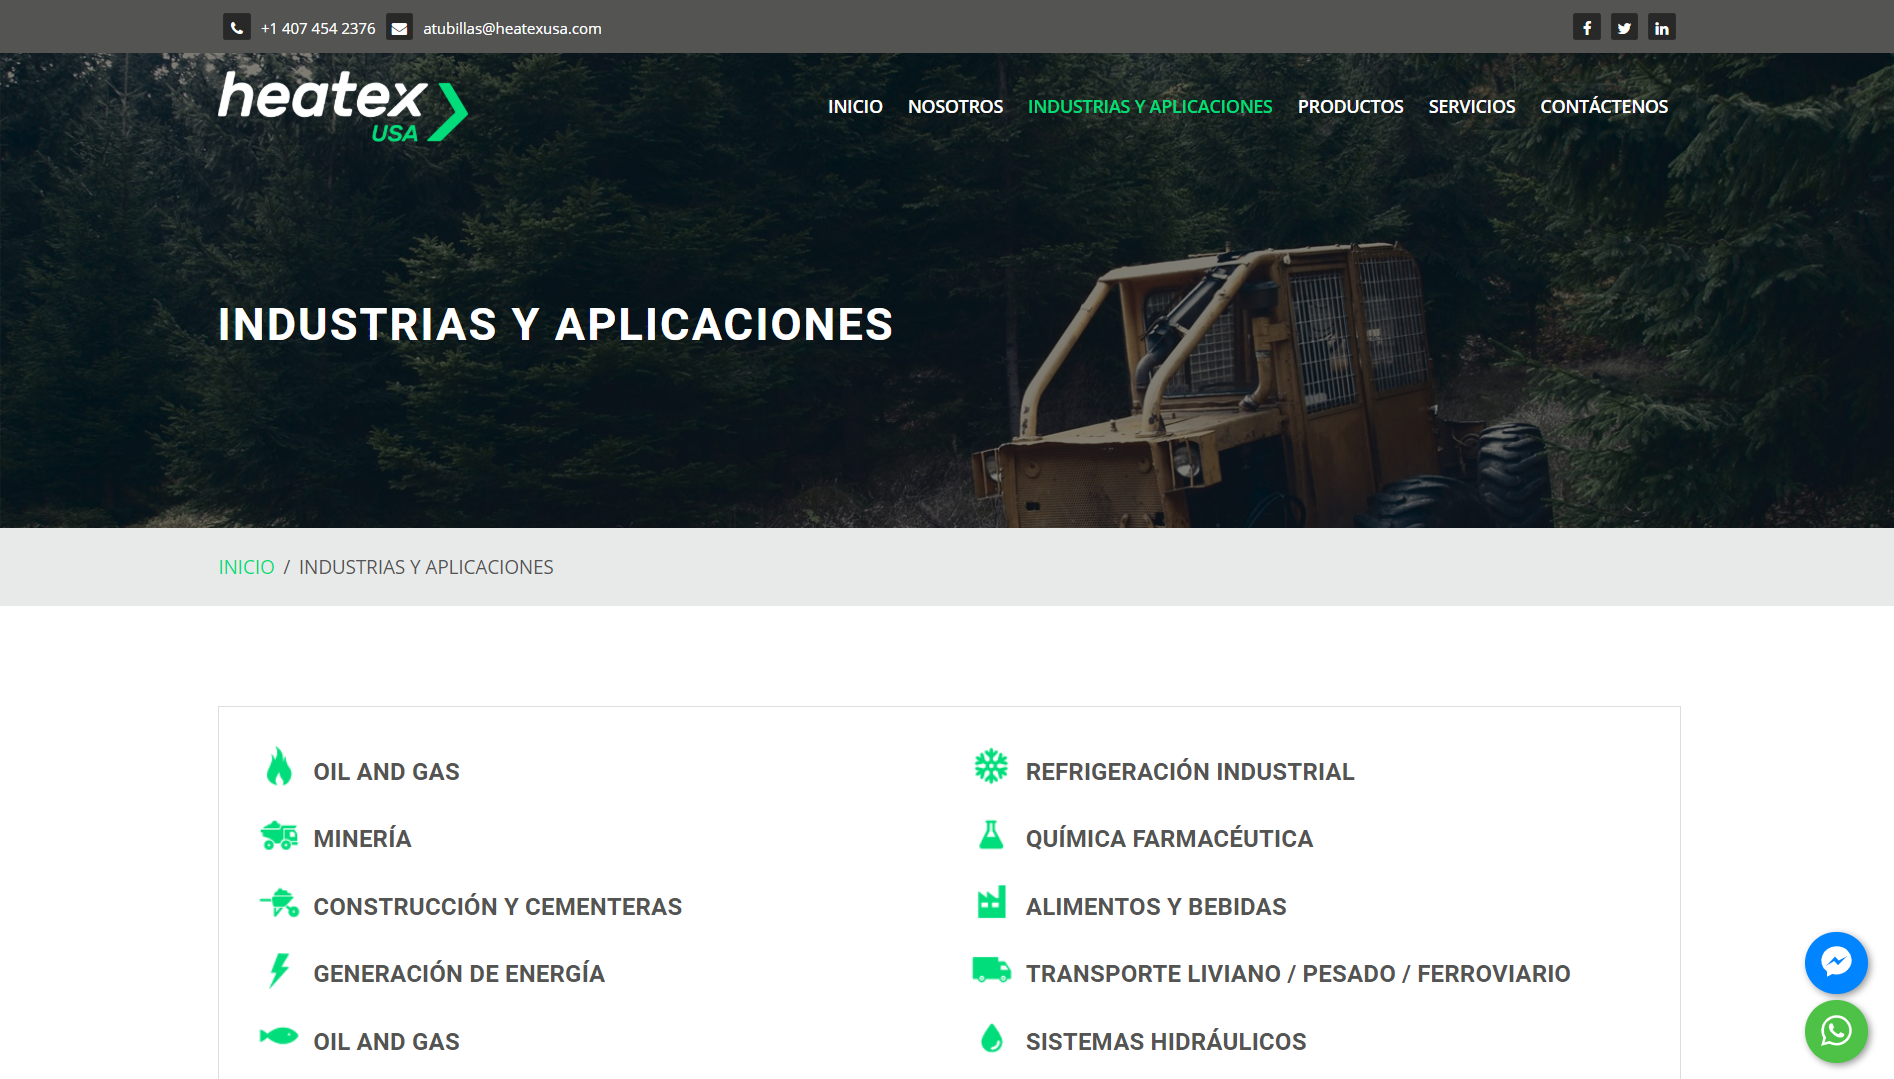 +1 407 454 2376
atubillas@heatexusa.com
heatex
USA
INICIO
NOSOTROS
INDUSTRIAS Y APLICACIONES
PRODUCTOS
SERVICIOS
CONTÁCTENOS
INDUSTRIAS Y APLICACIONES
INICIO / INDUSTRIAS Y APLICACIONES
OIL AND GAS
MINERÍA
CONSTRUCCIÓN Y CEMENTERAS
GENERACIÓN DE ENERGÍA
OIL AND GAS
REFRIGERACIÓN INDUSTRIAL
QUÍMICA FARMACÉUTICA
ALIMENTOS Y BEBIDAS
TRANSPORTE LIVIANO / PESADO / FERROVIARIO
SISTEMAS HIDRÁULICOS